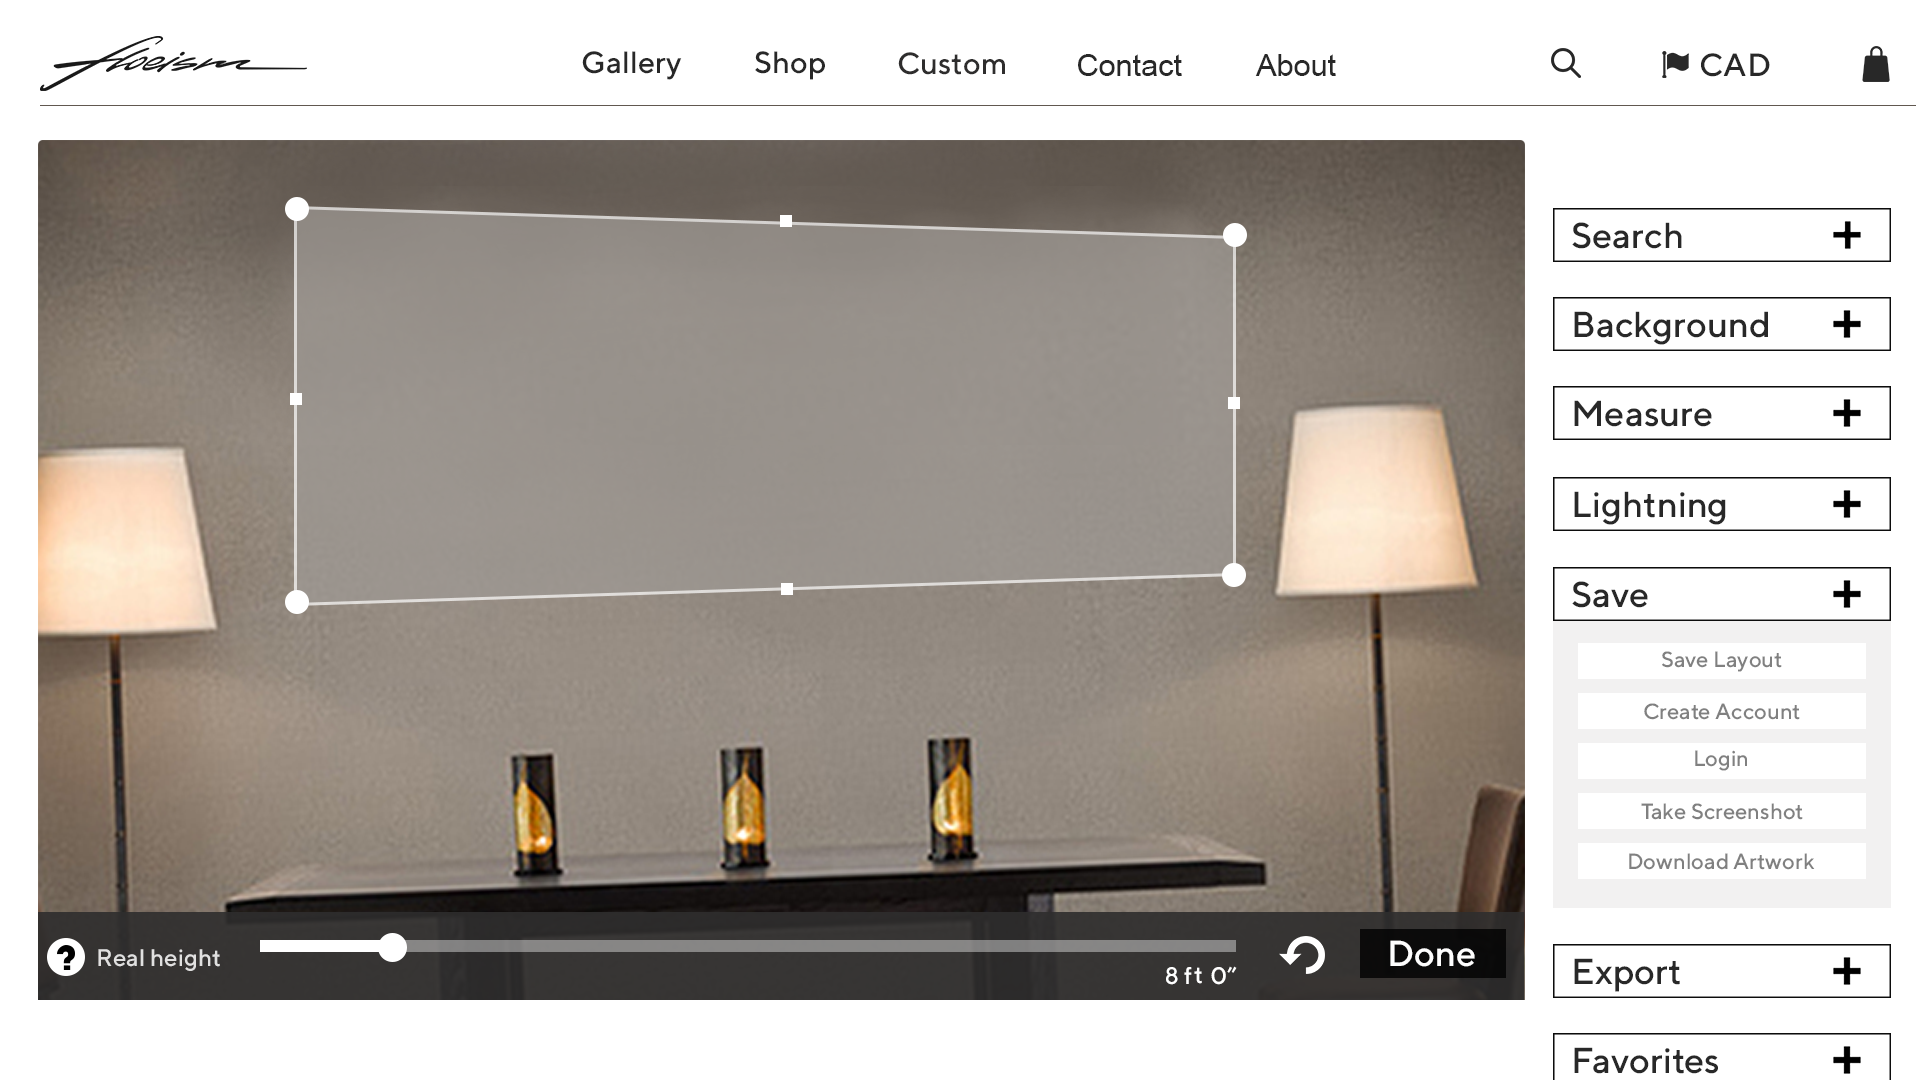 floeism
Gallery
Shop
Custom
Contact
About
CAD
Search
Background
Measure
Lightning
Save
Save Layout
Create Account
Login
Take Screenshot
Download Artwork
Export
Favorites
? Real height
8 ft 0”
Done